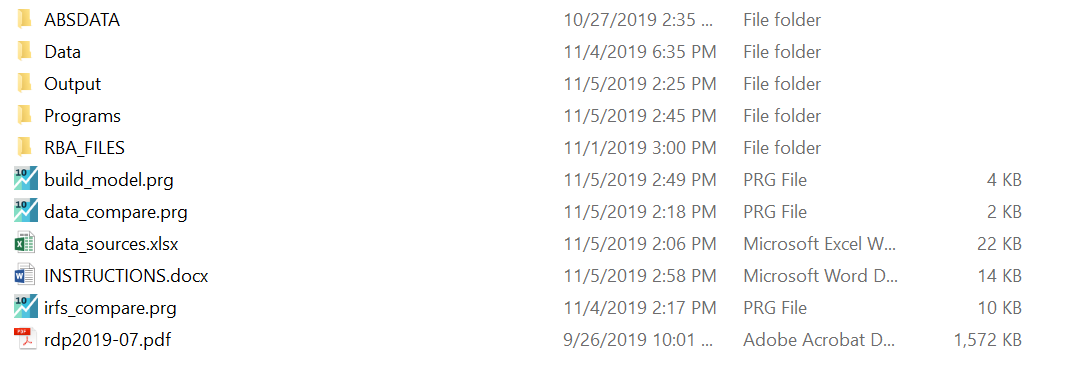 ABSDATA 10/27/2019 2:35 ... File folder
Data 11/4/2019 6:35 PM File folder
Output 11/5/2019 2:25 PM File folder
Programs 11/5/2019 2:45 PM File folder
RBA_FILES 11/1/2019 3:00 PM File folder
10 build_model.prg 11/5/2019 2:49 PM PRG File 4 KB
10 data_compare.prg 11/5/2019 2:18 PM PRG File 2 KB
data_sources.xlsx 11/5/2019 2:06 PM Microsoft Excel W... 22 KB
INSTRUCTIONS.docx 11/5/2019 2:58 PM Microsoft Word D... 14 KB
10 irfs_compare.prg 11/4/2019 2:17 PM PRG File 10 KB
PDF rdp2019-07.pdf 9/26/2019 10:01 ... Adobe Acrobat D... 1,572 KB